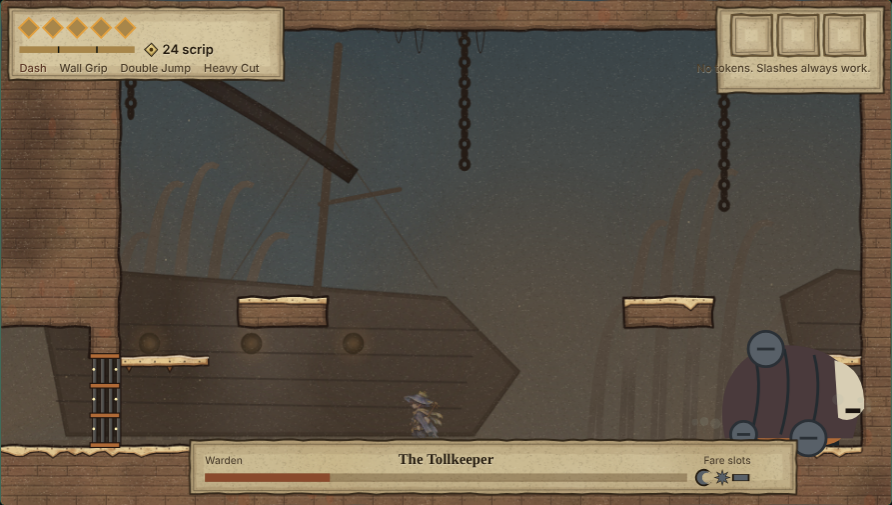 24 scrip
Dash Wall Grip Double Jump Heavy Cut
No tokens. Slashes always work.
Warden The Tollkeeper Fare slots